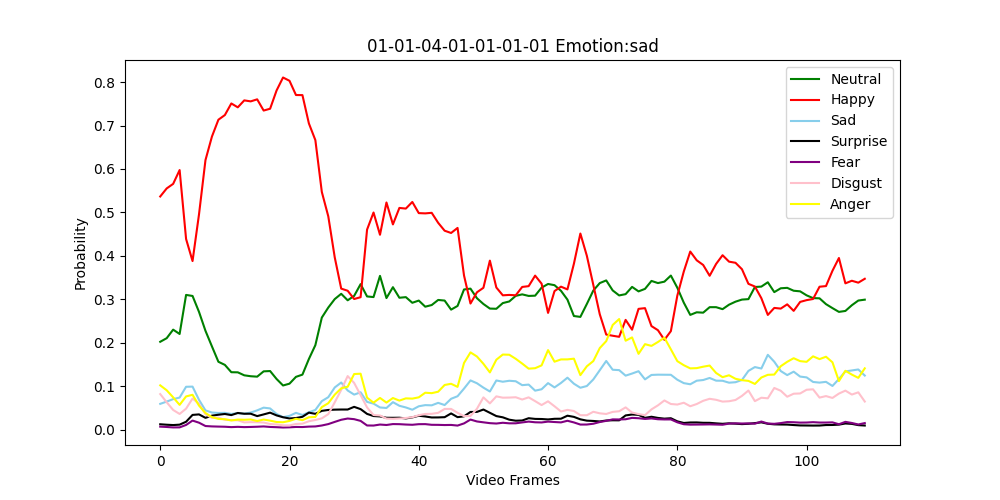 01-01-04-01-01-01-01 Emotion:sad
Neutral
Happy
Sad
Surprise
Fear
Disgust
Anger
Probability
0.8
0.7
0.6
0.5
0.4
0.3
0.2
0.1
0.0
0 20 40 60 80 100
Video Frames